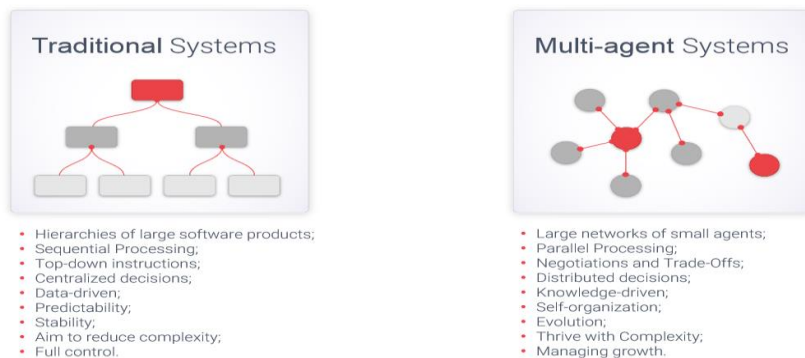 Traditional Systems
• Hierarchies of large software products;
• Sequential Processing;
• Top-down instructions;
• Centralized decisions;
• Data-driven;
• Predictability;
• Stability;
• Aim to reduce complexity;
• Full control.
Multi-agent Systems
• Large networks of small agents;
• Parallel Processing;
• Negotiations and Trade-Offs;
• Distributed decisions;
• Knowledge-driven;
• Self-organization;
• Evolution;
• Thrive with Complexity;
• Managing growth.